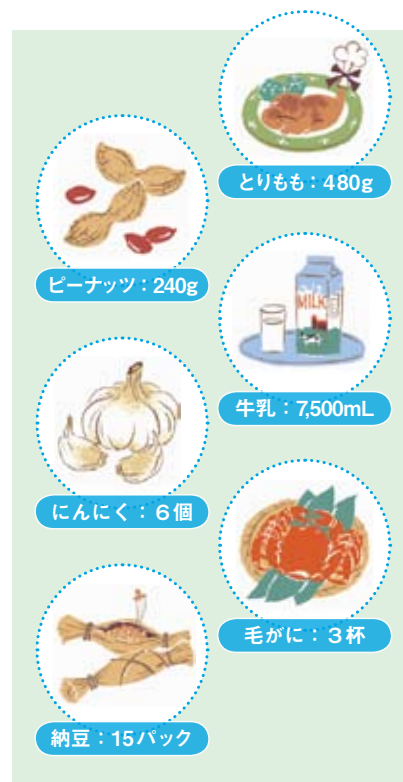 とりもも：480g
ピーナッツ：240g
MILK
牛乳：7,500mL
にんにく：6個
毛がに：3杯
納豆：15パック